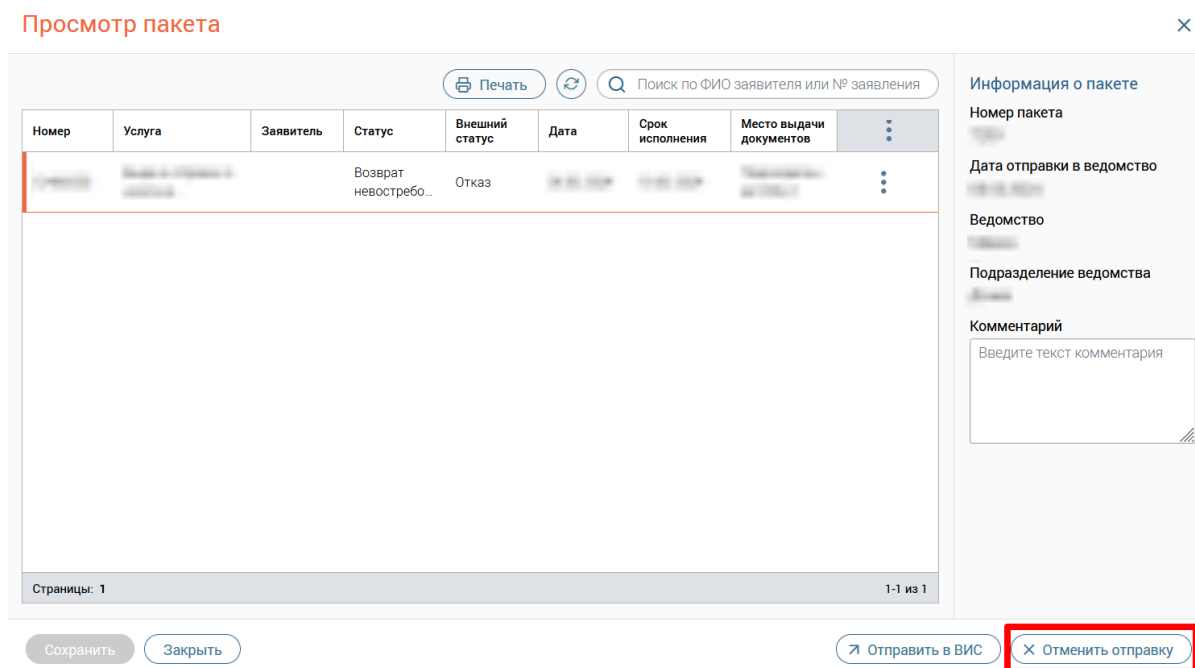 Просмотр пакета
Печать
Поиск по ФИО заявителя или № заявления
Номер
Услуга
Заявитель
Статус
Внешний
статус
Дата
Срок
исполнения
Место выдачи
документов
Возврат
невостребо...
Отказ
Страницы: 1
1-1 из 1
Информация о пакете
Номер пакета
Дата отправки в ведомство
Ведомство
Подразделение ведомства
Комментарий
Введите текст комментария
Сохранить
Закрыть
Отправить в ВИС
Отменить отправку